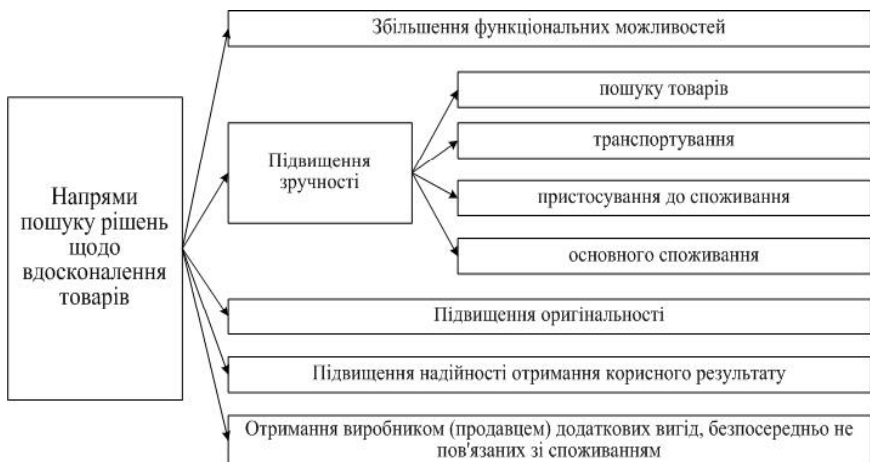 Напрями
пошуку рішень
щодо
вдосконалення
товарів
Збільшення функціональних можливостей
Підвищення
зручності
пошуку товарів
транспортування
пристосування до споживання
основного споживання
Підвищення оригінальності
Підвищення надійності отримання корисного результату
Отримання виробником (продавцем) додаткових вигід, безпосередньо не
пов'язаних зі споживанням